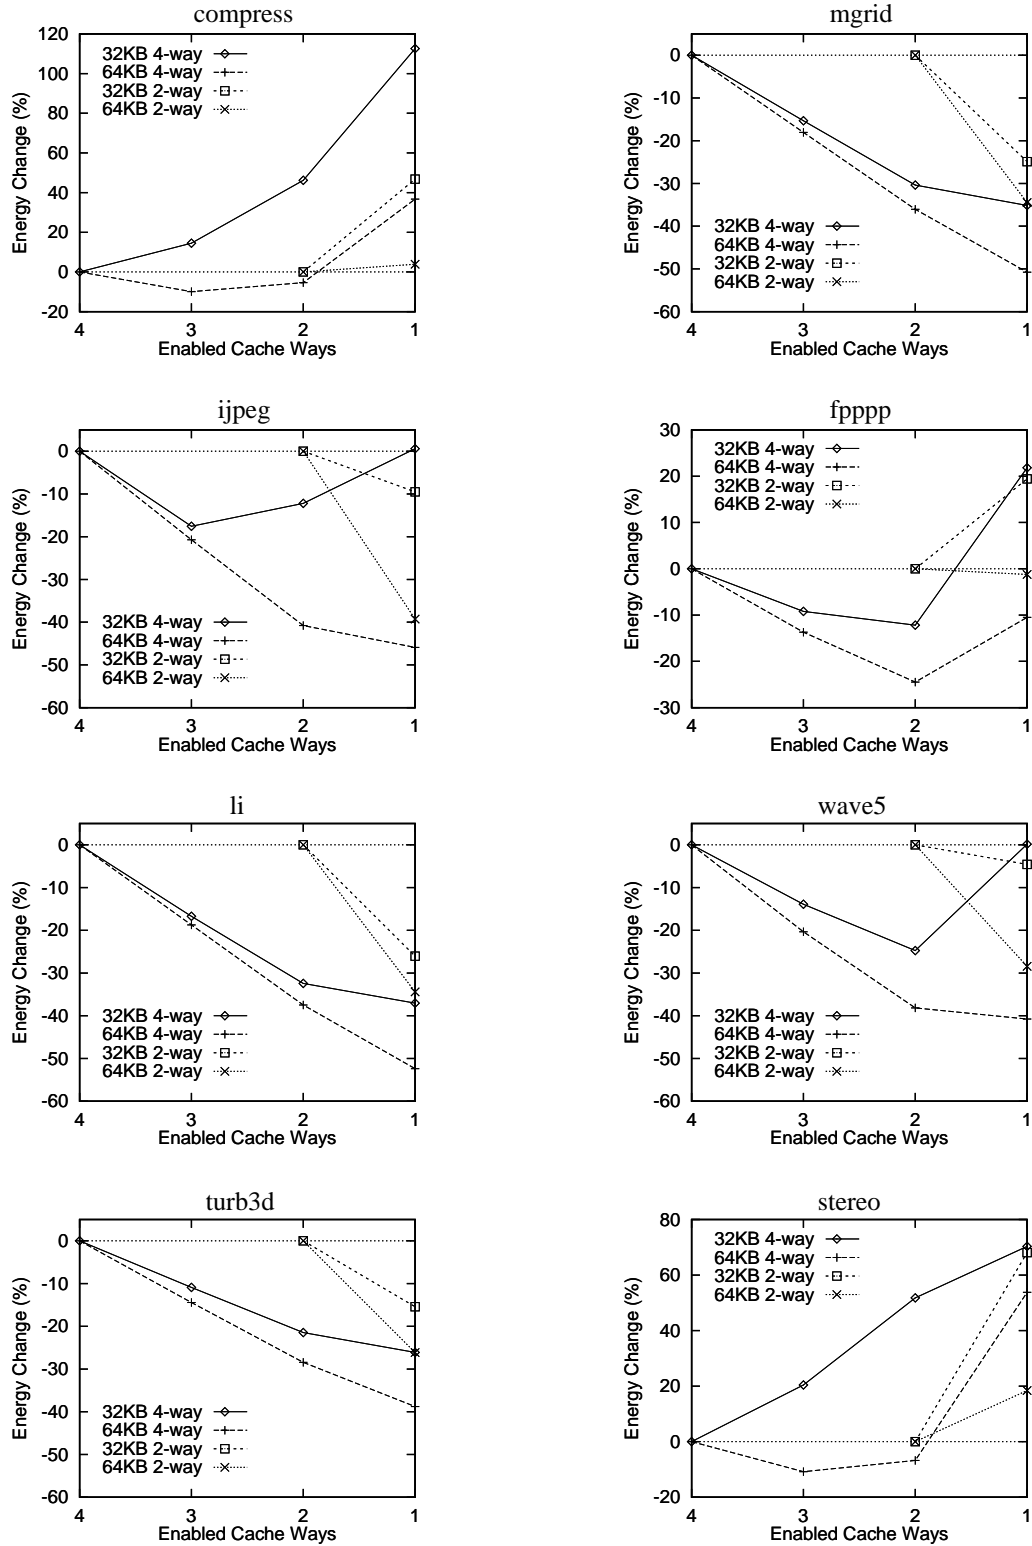 compress
120
100
80
60
40
20
0
-20
4 3 2 1
Energy Change (%)
Enabled Cache Ways
32KB 4-way
64KB 4-way
32KB 2-way
64KB 2-way
mgrid
0
-10
-20
-30
-40
-50
-60
4 3 2 1
Energy Change (%)
Enabled Cache Ways
32KB 4-way
64KB 4-way
32KB 2-way
64KB 2-way
ijpeg
0
-10
-20
-30
-40
-50
-60
4 3 2 1
Energy Change (%)
Enabled Cache Ways
32KB 4-way
64KB 4-way
32KB 2-way
64KB 2-way
fpppp
30
20
10
0
-10
-20
-30
4 3 2 1
Energy Change (%)
Enabled Cache Ways
32KB 4-way
64KB 4-way
32KB 2-way
64KB 2-way
li
0
-10
-20
-30
-40
-50
-60
4 3 2 1
Energy Change (%)
Enabled Cache Ways
32KB 4-way
64KB 4-way
32KB 2-way
64KB 2-way
wave5
0
-10
-20
-30
-40
-50
-60
4 3 2 1
Energy Change (%)
Enabled Cache Ways
32KB 4-way
64KB 4-way
32KB 2-way
64KB 2-way
turb3d
0
-10
-20
-30
-40
-50
-60
4 3 2 1
Energy Change (%)
Enabled Cache Ways
32KB 4-way
64KB 4-way
32KB 2-way
64KB 2-way
stereo
80
60
40
20
0
-20
4 3 2 1
Energy Change (%)
Enabled Cache Ways
32KB 4-way
64KB 4-way
32KB 2-way
64KB 2-way